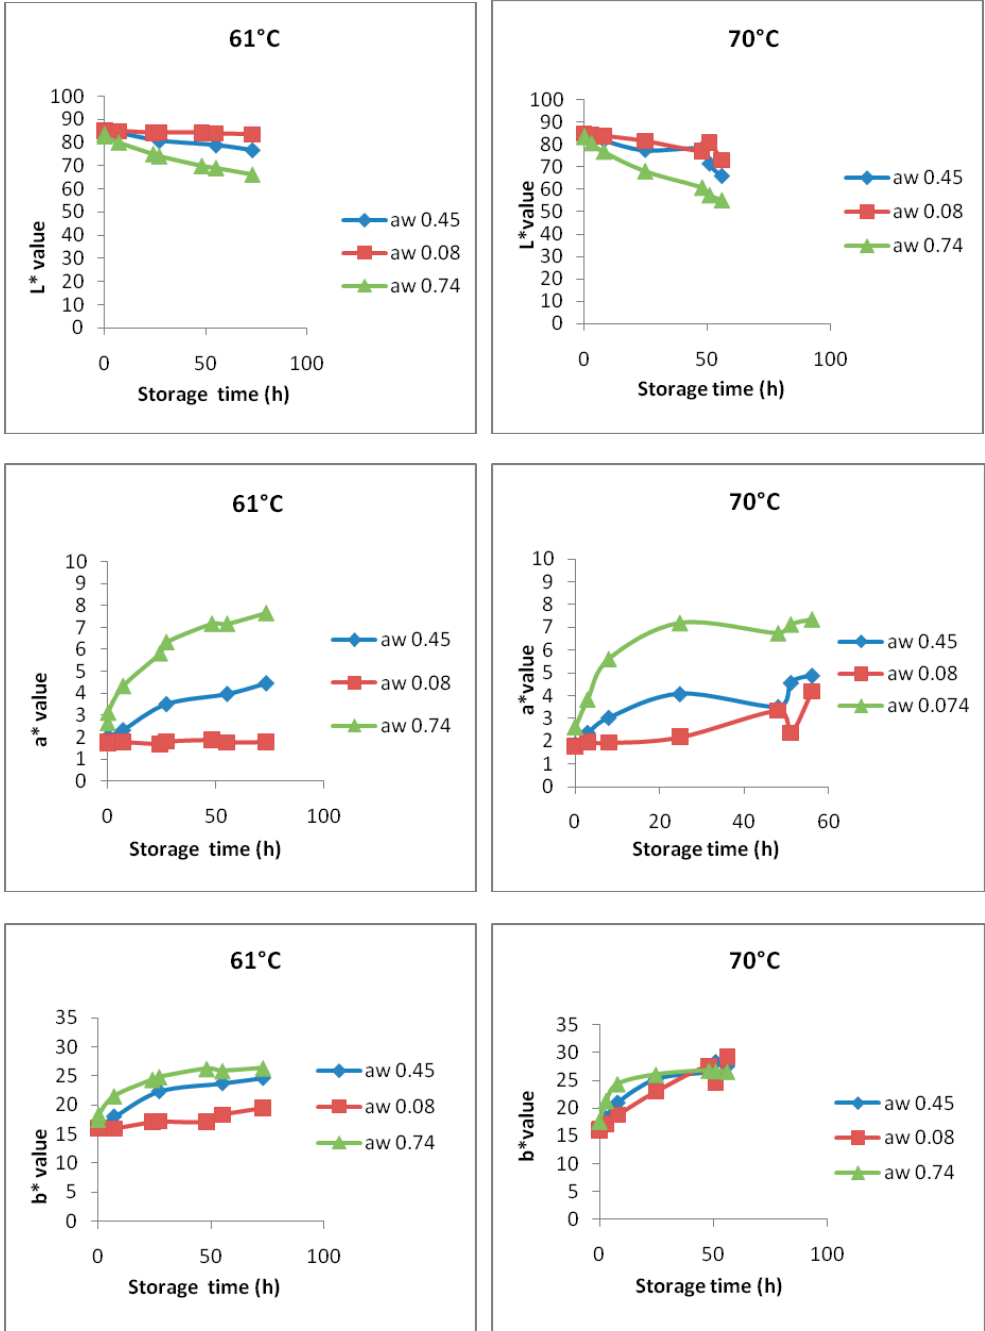 61°C
100
90
80
70
60
50
40
30
20
10
0
L* value
0 50 100
Storage time (h)
aw 0.45
aw 0.08
aw 0.74
70°C
100
90
80
70
60
50
40
30
20
10
0
L*value
0 50 100
Storage time (h)
aw 0.45
aw 0.08
aw 0.74
61°C
10
9
8
7
6
5
4
3
2
1
0
a* value
0 50 100
Storage time (h)
aw 0.45
aw 0.08
aw 0.74
70°C
10
9
8
7
6
5
4
3
2
1
0
a*value
0 20 40 60
Storage time (h)
aw 0.45
aw 0.08
aw 0.074
61°C
35
30
25
20
15
10
5
0
b* value
0 50 100
Storage time (h)
aw 0.45
aw 0.08
aw 0.74
70°C
35
30
25
20
15
10
5
0
b*value
0 50 100
Storage time (h)
aw 0.45
aw 0.08
aw 0.74